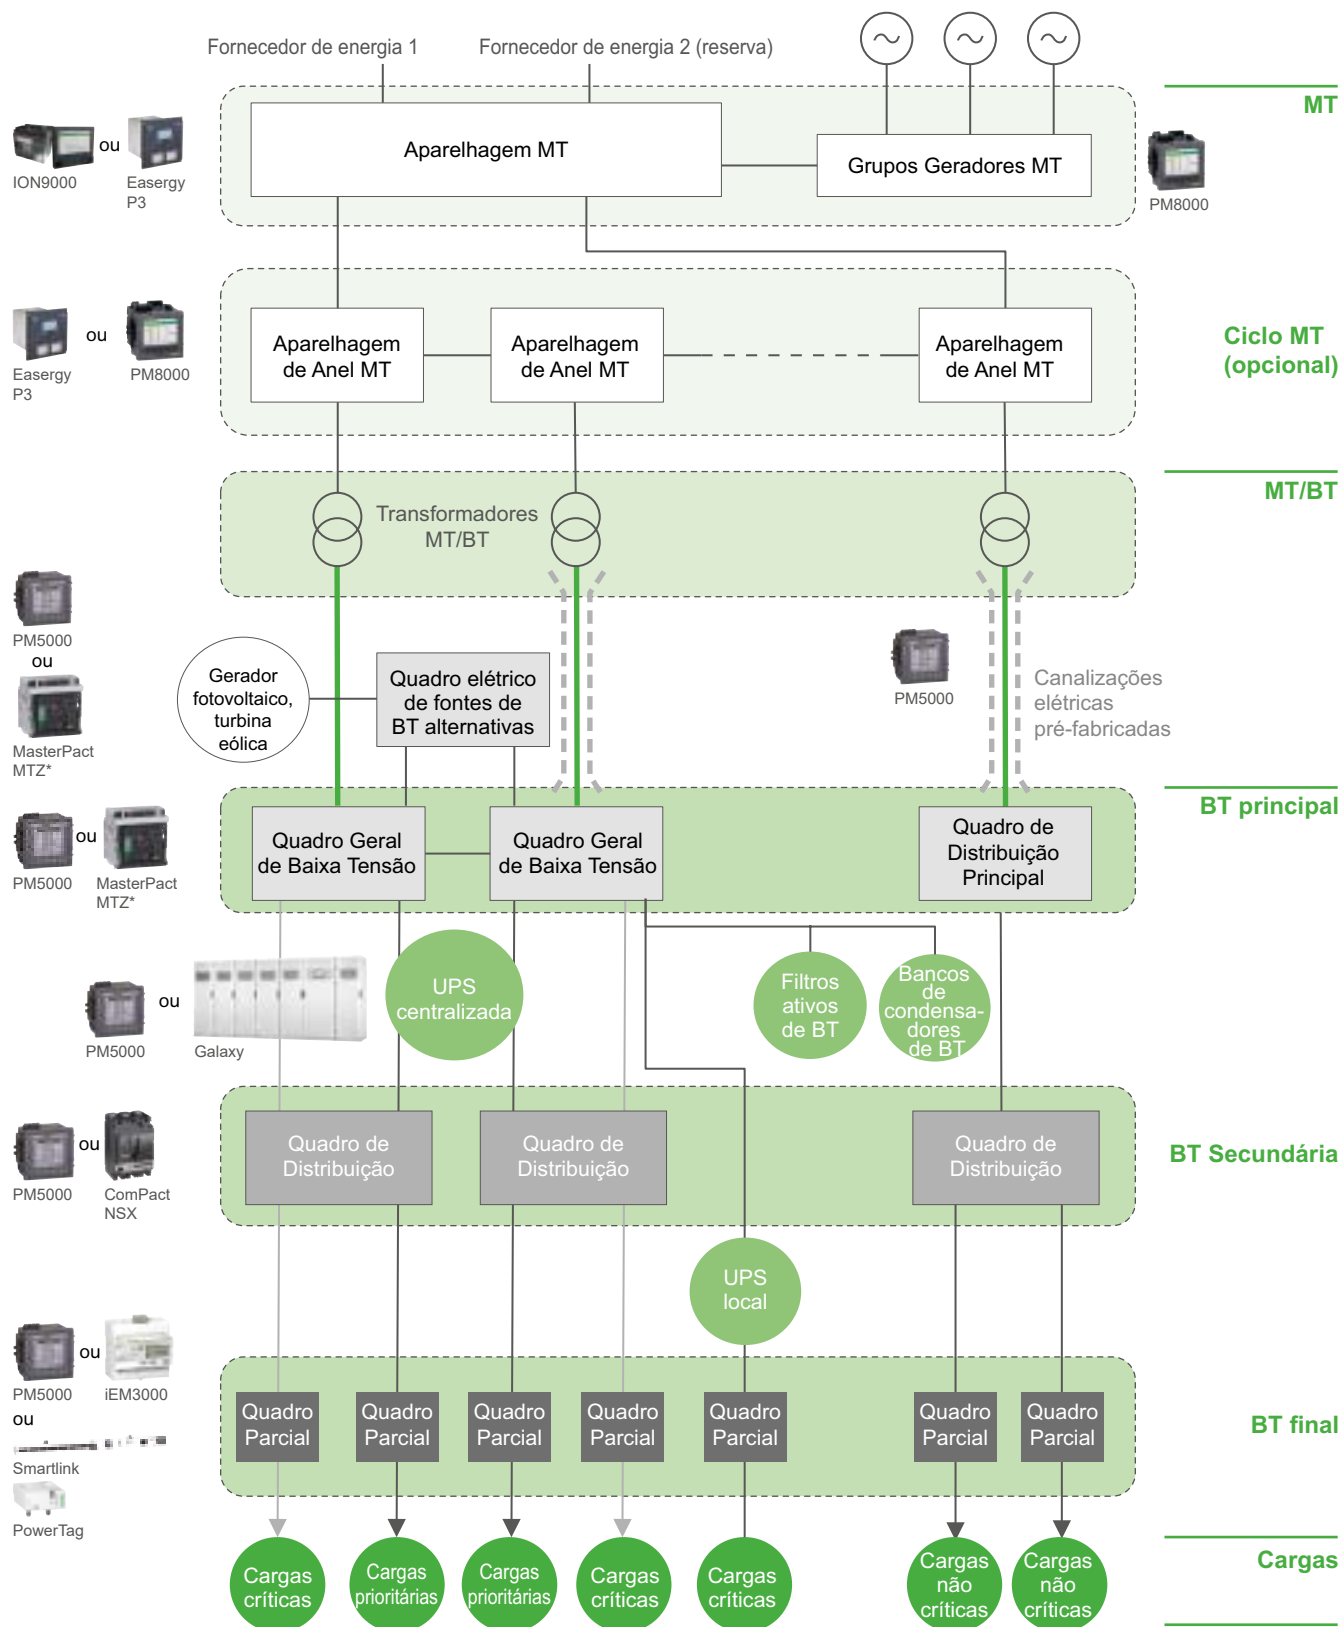 Fornecedor de energia 1
Fornecedor de energia 2 (reserva)
MT
ou
ION9000
Easergy
P3
Aparelhagem MT
Grupos Geradores MT
PM8000
ou
Easergy
P3
PM8000
Aparelhagem
de Anel MT
Aparelhagem
de Anel MT
Aparelhagem
de Anel MT
Ciclo MT
(opcional)
MT/BT
Transformadores
MT/BT
PM5000
ou
MasterPact
MTZ*
Gerador
fotovoltaico,
turbina
eólica
Quadro elétrico
de fontes de
BT alternativas
PM5000
Canalizações
elétricas
pré-fabricadas
BT principal
ou
PM5000
MasterPact
MTZ*
Quadro Geral
de Baixa Tensão
Quadro Geral
de Baixa Tensão
Quadro de
Distribuição
Principal
ou
PM5000
Galaxy
UPS
centralizada
Filtros
ativos
de BT
Bancos
de
condensa-
dores
de BT
ou
PM5000
ComPact
NSX
Quadro de
Distribuição
Quadro de
Distribuição
Quadro de
Distribuição
BT Secundária
UPS
local
ou
PM5000
iEM3000
ou
Smartlink
PowerTag
Quadro
Parcial
Quadro
Parcial
Quadro
Parcial
Quadro
Parcial
Quadro
Parcial
Quadro
Parcial
Quadro
Parcial
BT final
Cargas
críticas
Cargas
prioritárias
Cargas
prioritárias
Cargas
críticas
Cargas
críticas
Cargas
não
críticas
Cargas
não
críticas
Cargas